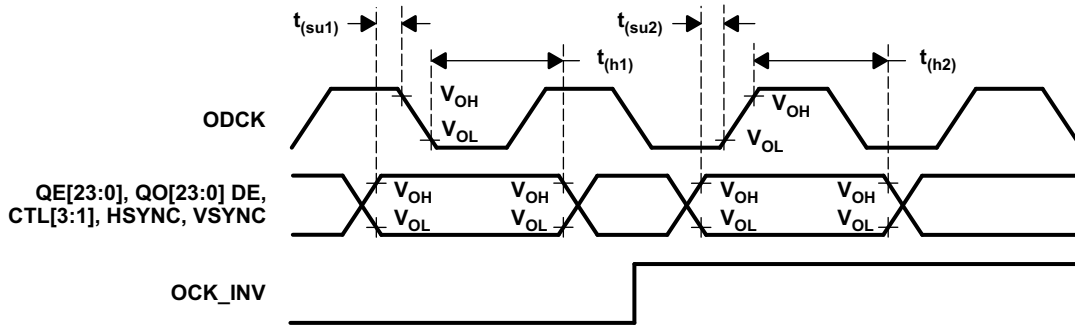 t(su1)
t(su2)
t(h1)
t(h2)
VOH
VOH
ODCK
VOL
VOL
QE[23:0], QO[23:0] DE,
CTL[3:1], HSYNC, VSYNC
VOH VOH VOH VOH
VOL VOL VOL VOL
OCK_INV